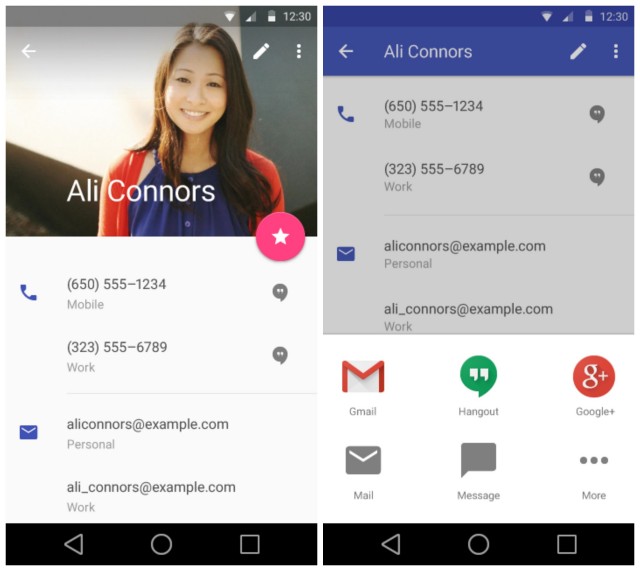 12:30
Ali Connors
(650) 555–1234
Mobile
(323) 555–6789
Work
aliconnors@example.com
Personal
ali_connors@example.com
Work
12:30
Ali Connors
(650) 555–1234
Mobile
(323) 555–6789
Work
aliconnors@example.com
Personal
ali_connors@example.com
Work
g+
Gmail
Hangout
Google+
Mail
Message
More